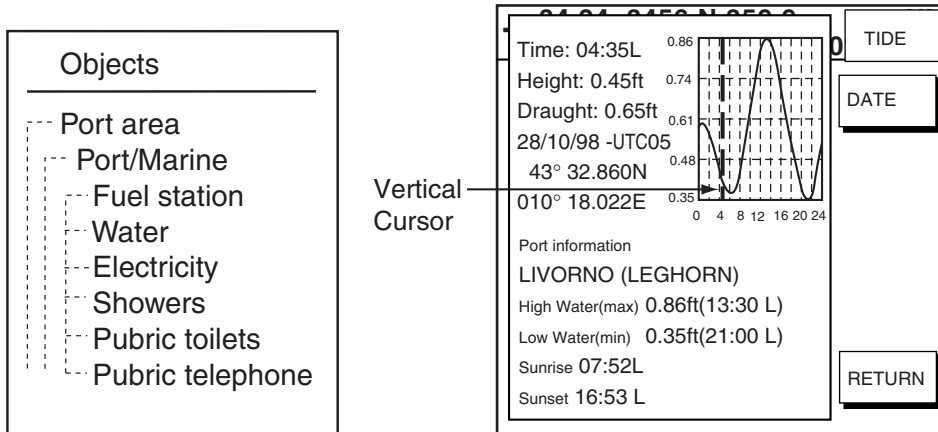 Objects
Port area
Port/Marine
Fuel station
Water
Electricity
Showers
Pubric toilets
Pubric telephone
Vertical
Cursor
Time: 04:35L
Height: 0.45ft
Draught: 0.65ft
28/10/98 -UTC05
43° 32.860N
010° 18.022E
0.86
0.74
0.61
0.48
0.35
0 4 8 12 16 20 24
Port information
LIVORNO (LEGHORN)
High Water(max) 0.86ft(13:30 L)
Low Water(min) 0.35ft(21:00 L)
Sunrise 07:52L
Sunset 16:53 L
TIDE
DATE
RETURN